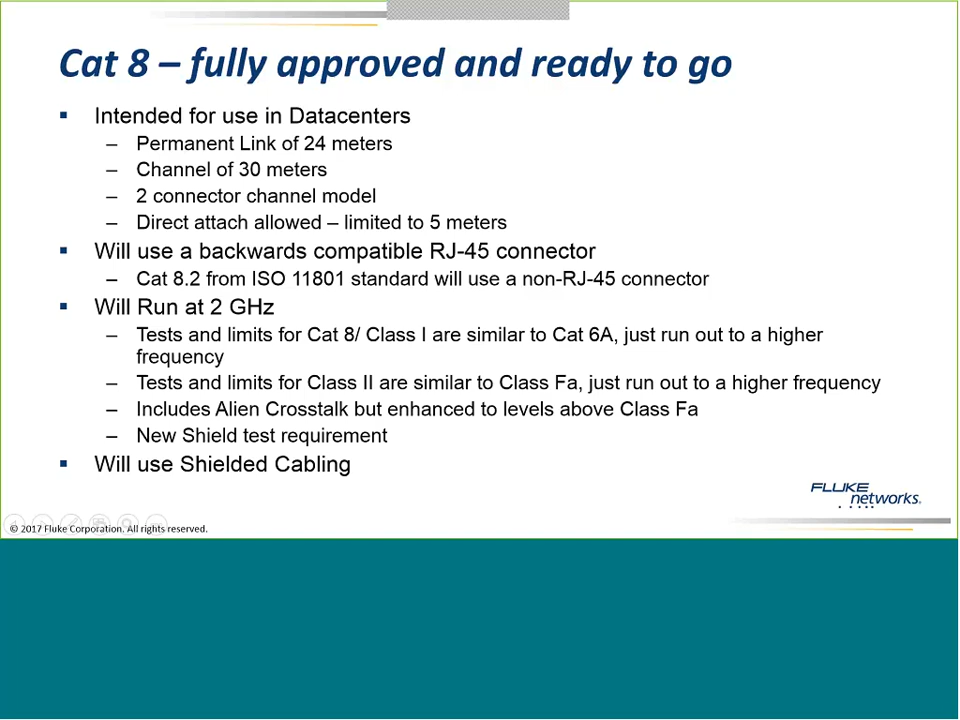 Cat 8 – fully approved and ready to go
▪ Intended for use in Datacenters
– Permanent Link of 24 meters
– Channel of 30 meters
– 2 connector channel model
– Direct attach allowed – limited to 5 meters
▪ Will use a backwards compatible RJ-45 connector
– Cat 8.2 from ISO 11801 standard will use a non-RJ-45 connector
▪ Will Run at 2 GHz
– Tests and limits for Cat 8/ Class I are similar to Cat 6A, just run out to a higher
frequency
– Tests and limits for Class II are similar to Class Fa, just run out to a higher frequency
– Includes Alien Crosstalk but enhanced to levels above Class Fa
– New Shield test requirement
▪ Will use Shielded Cabling
FLUKE
networks.
© 2017 Fluke Corporation. All rights reserved.